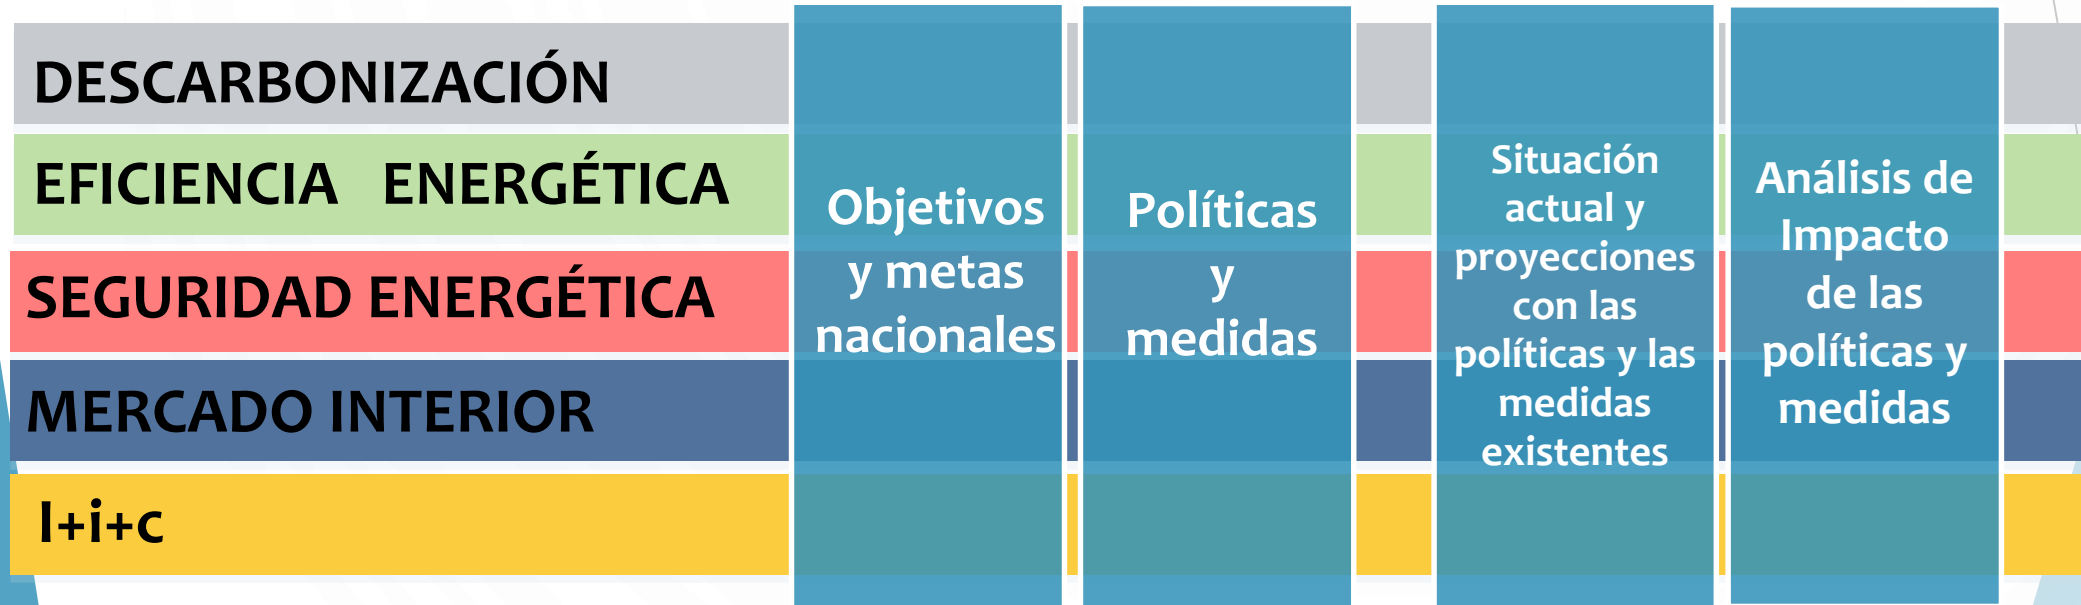 DESCARBONIZACIÓN
EFICIENCIA ENERGÉTICA
SEGURIDAD ENERGÉTICA
MERCADO INTERIOR
I+i+c
Objetivos
y metas
nacionales
Políticas
y
medidas
Situación
actual y
proyecciones
con las
políticas y las
medidas
existentes
Análisis de
Impacto
de las
políticas y
medidas